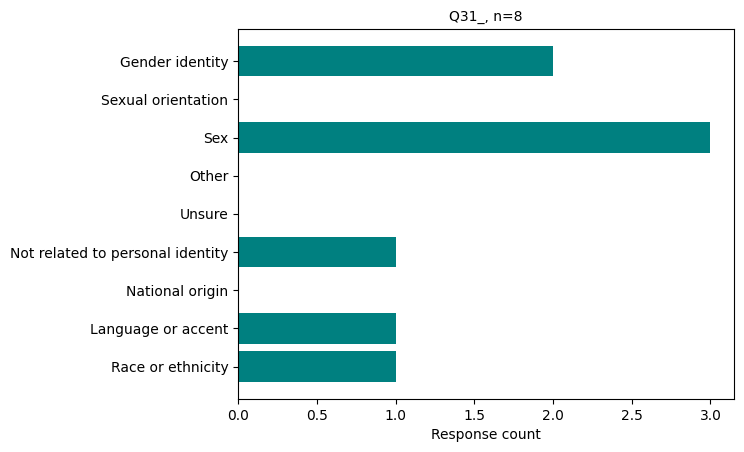 Q31_, n=8
Gender identity
Sexual orientation
Sex
Other
Unsure
Not related to personal identity
National origin
Language or accent
Race or ethnicity
0.0 0.5 1.0 1.5 2.0 2.5 3.0
Response count